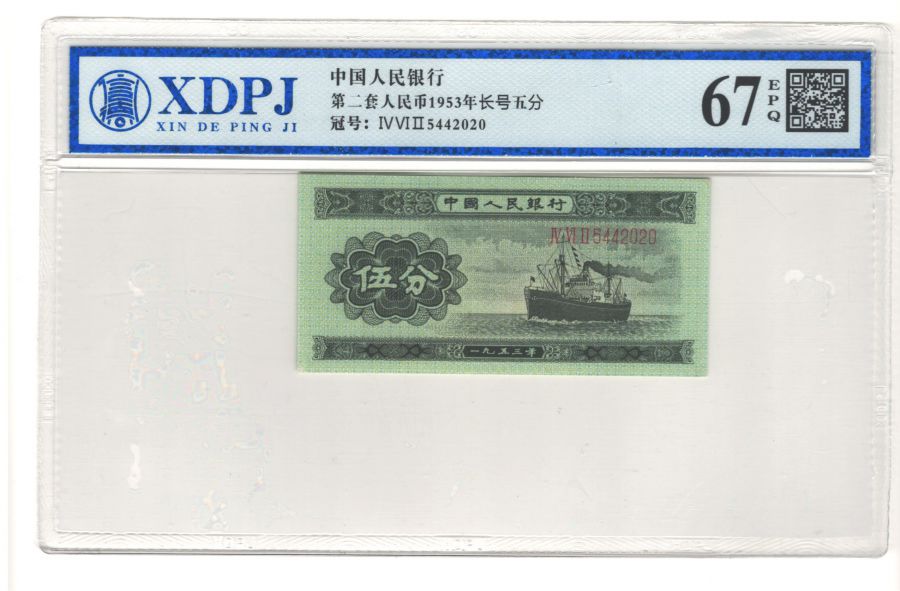 XDPJ
XIN DE PING JI
中国人民银行
第二套人民币1953年长号五分
冠号：ⅣⅥⅡ5442020
67
EPQ
中國人民銀行
ⅣⅥⅡ5442020
伍分
一九五三年